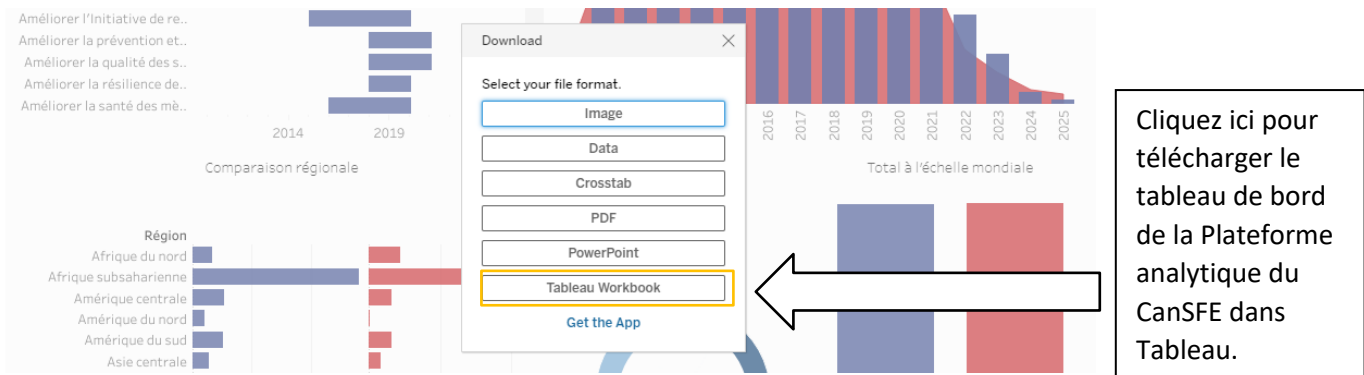 Améliorer l'Initiative de re..
Améliorer la prévention et..
Améliorer la qualité des s..
Améliorer la résilience de..
Améliorer la santé des mè..
2014 2019
Comparaison régionale
Région
Afrique du nord
Afrique subsaharienne
Amérique centrale
Amérique du nord
Amérique du sud
Asie centrale
Download
Select your file format.
Image
Data
Crosstab
PDF
PowerPoint
Tableau Workbook
Get the App
2016 2017 2018 2019 2020 2021 2022 2023 2024 2025
Total à l'échelle mondiale
Cliquez ici pour
télécharger le
tableau de bord
de la Plateforme
analytique du
CanSFE dans
Tableau.